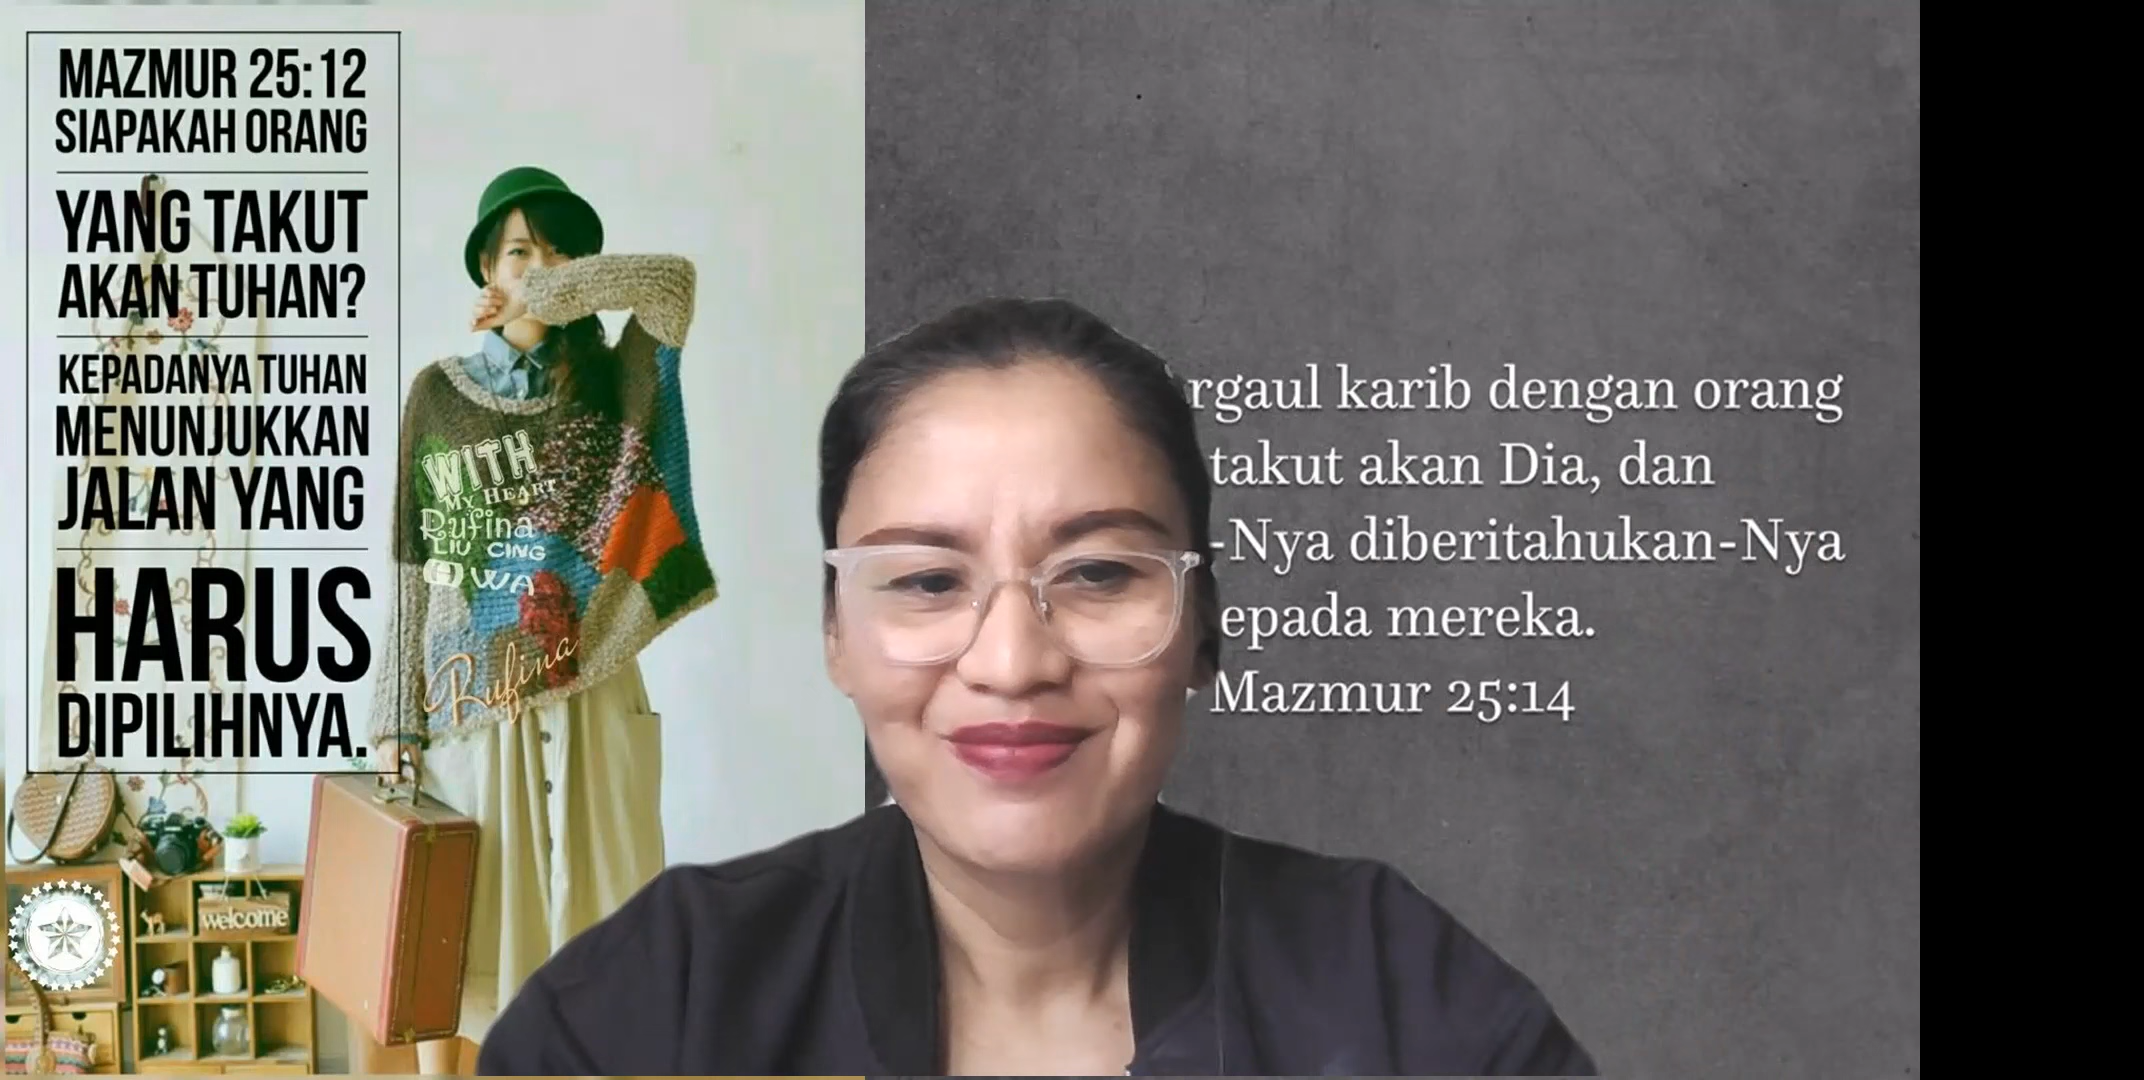 MAZMUR 25:12
SIAPAKAH ORANG
YANG TAKUT
AKAN TUHAN?
KEPADANYA TUHAN
MENUNJUKKAN
JALAN YANG
HARUS
DIPILIHNYA.
WITH
MY HEART
Rufina
LIU CING
OWA
Rufina
welcome
rgaul karib dengan orang
takut akan Dia, dan
-Nya diberitahukan-Nya
epada mereka.
Mazmur 25:14